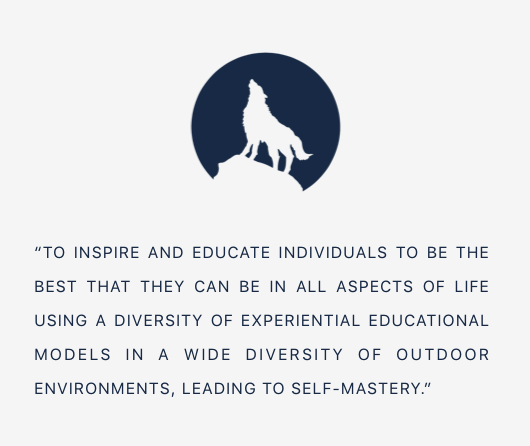 “TO INSPIRE AND EDUCATE INDIVIDUALS TO BE THE
BEST THAT THEY CAN BE IN ALL ASPECTS OF LIFE
USING A DIVERSITY OF EXPERIENTIAL EDUCATIONAL
MODELS IN A WIDE DIVERSITY OF OUTDOOR
ENVIRONMENTS, LEADING TO SELF-MASTERY.”